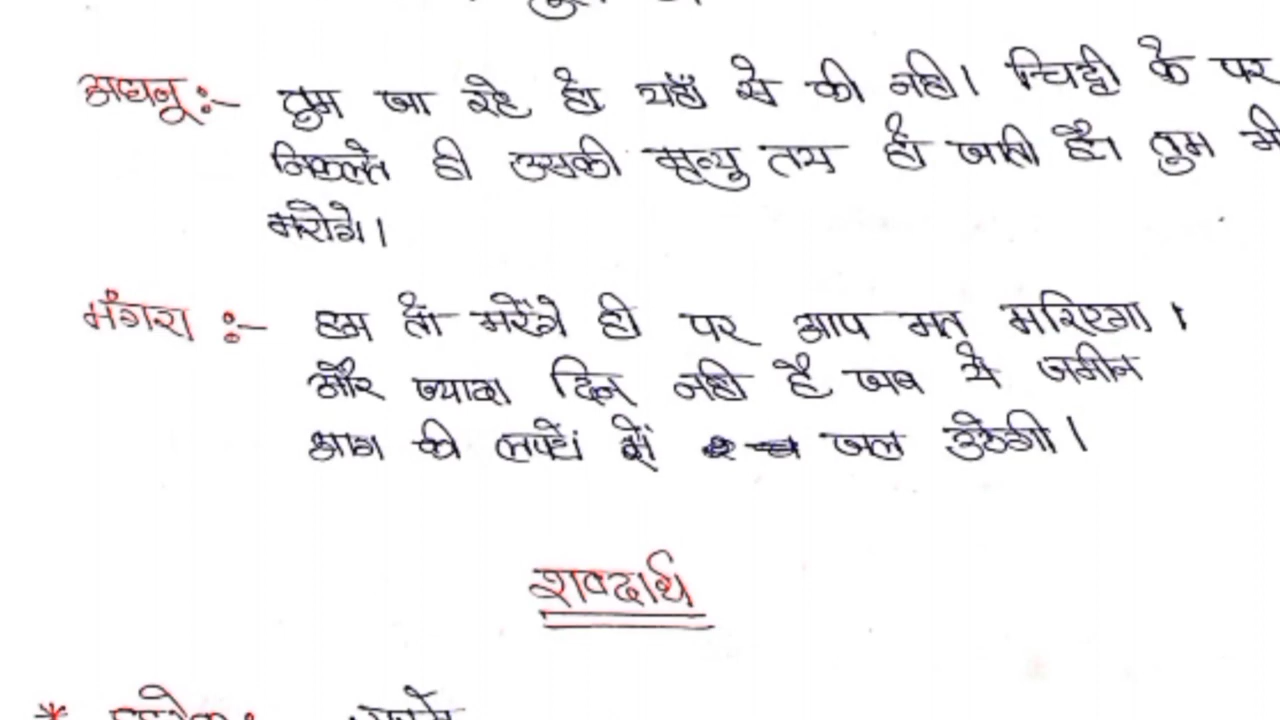 अघनू :- तुम जा रहे हो यहाँ से की नही। चिट्टी के पर
निकलते ही उसकी मृत्यु तय हो जाती है। तुम भी
मरोगे।
मंगरा :- हम तो मरेंगे ही पर आप मत मरिएगा ।
और ज्यादा दिन नही है जब ये जमीन
आग की लपटों से जल उठेगी।
शब्दार्थ